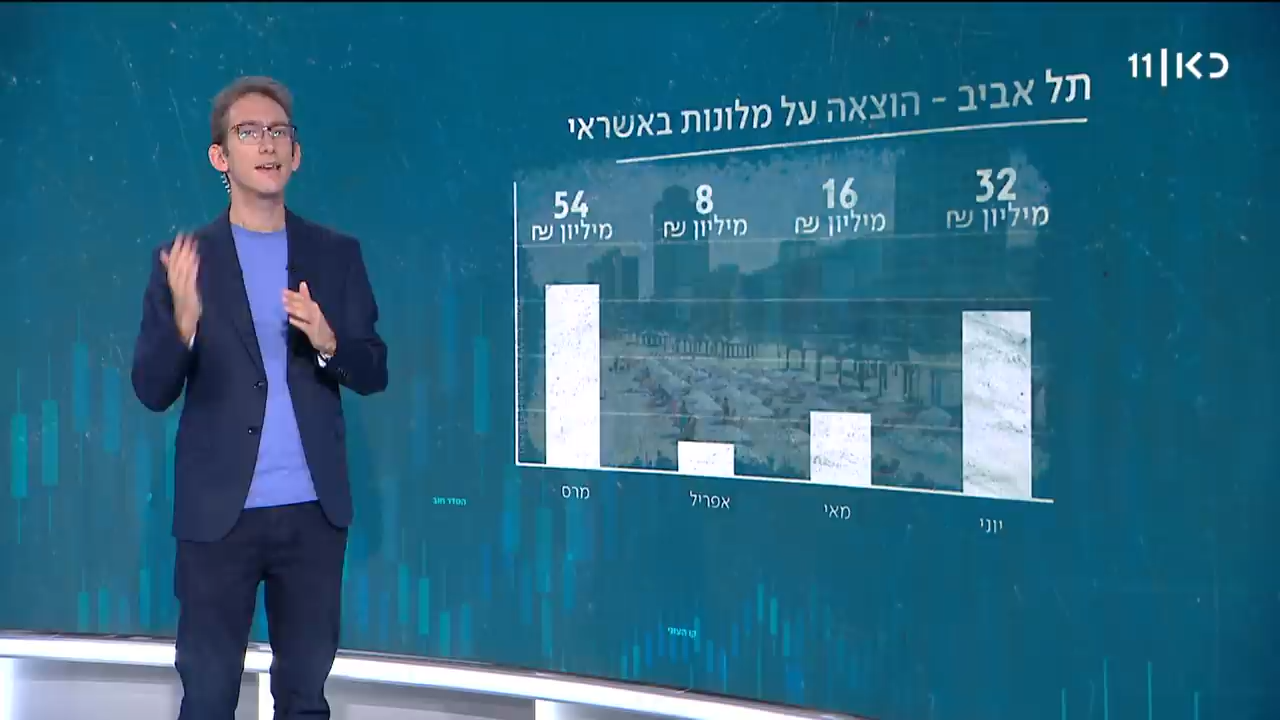 כאן 11
תל אביב - הוצאה על מלונות באשראי
54
מיליון ₪
8
מיליון ₪
16
מיליון ₪
32
מיליון ₪
מרס
אפריל
מאי
יוני